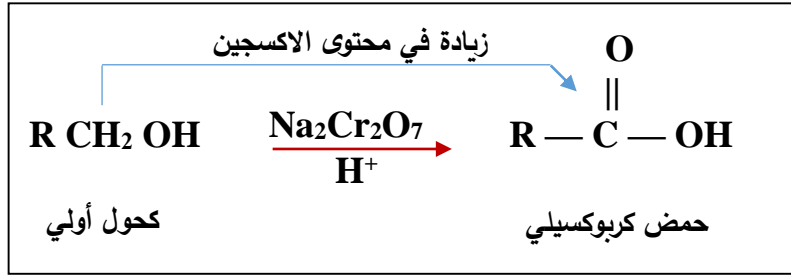 زيادة في محتوى الاكسجين
O
||
R CH₂ OH
Na₂Cr₂O₇
H⁺
R — C — OH
كحول أولي
حمض كربوكسيلي